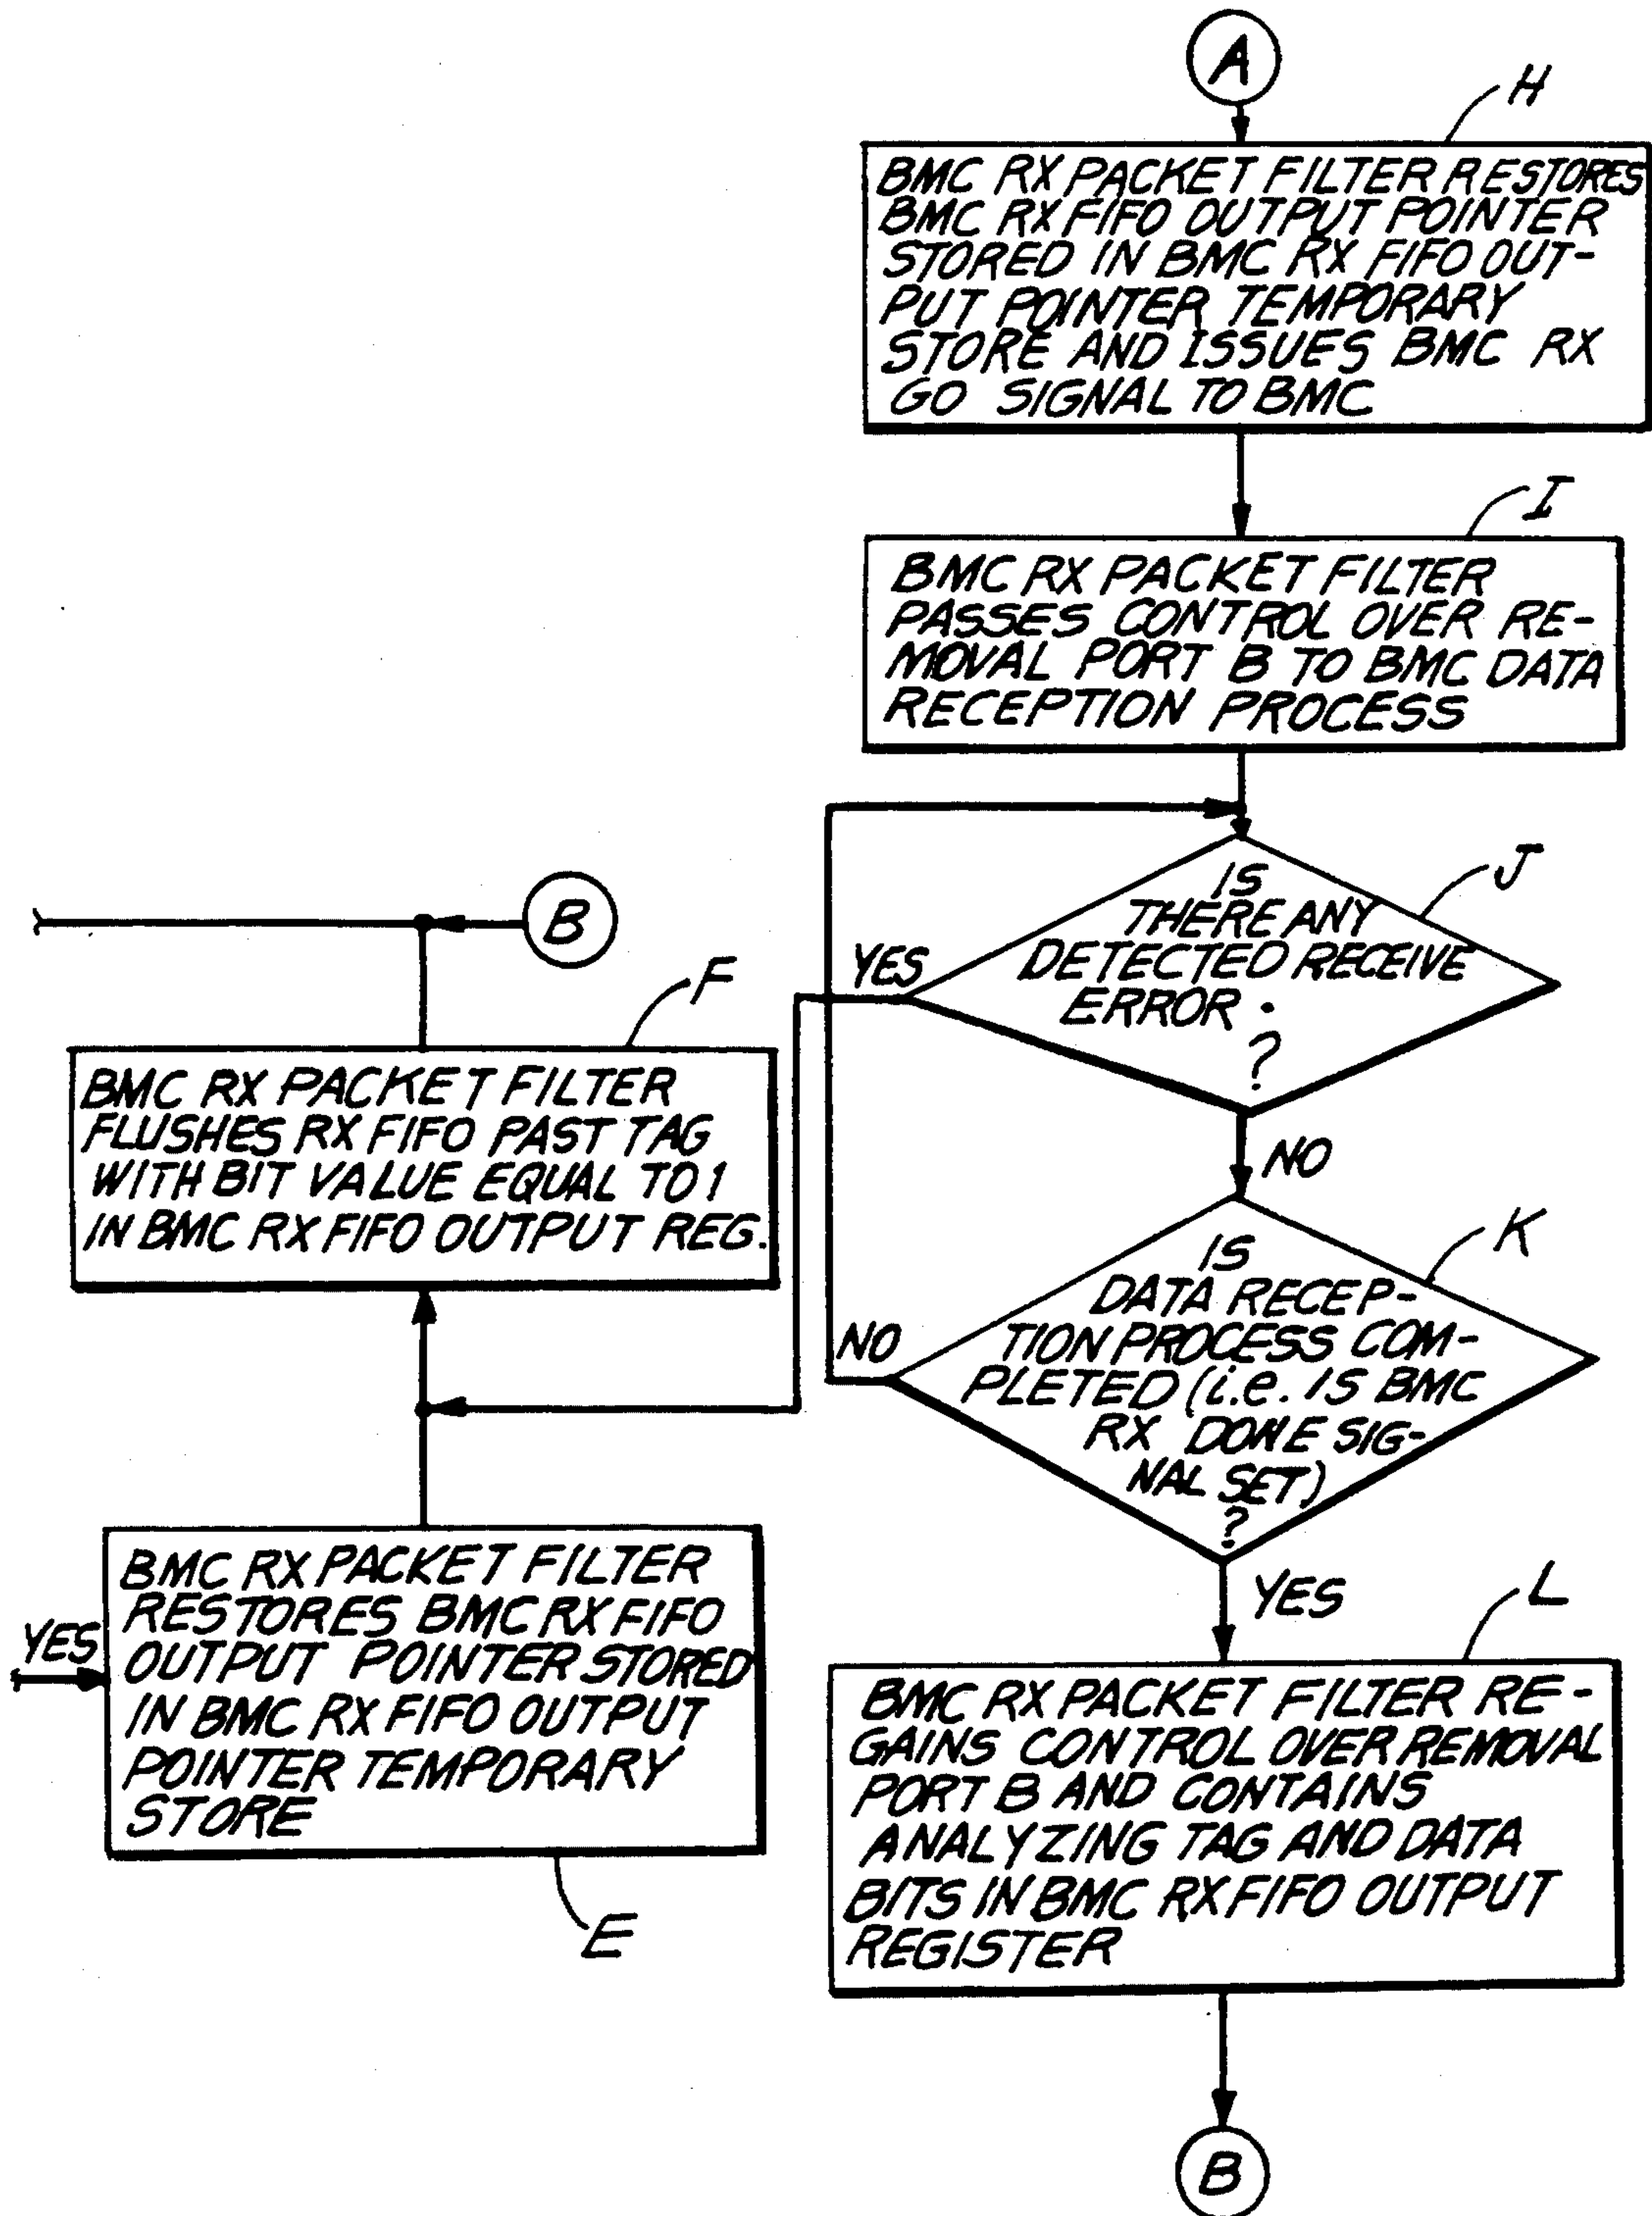 A
H
BMC RX PACKET FILTER RESTORES
BMC RX FIFO OUTPUT POINTER
STORED IN BMC RX FIFO OUT-
PUT POINTER TEMPORARY
STORE AND ISSUES BMC RX
GO SIGNAL TO BMC
I
BMC RX PACKET FILTER
PASSES CONTROL OVER RE-
MOVAL PORT B TO BMC DATA
RECEPTION PROCESS
J
IS
THERE ANY
DETECTED RECEIVE
ERROR
?
YES
NO
K
IS
DATA RECEP-
TION PROCESS COM-
PLETED (i.e. IS BMC
RX DONE SIG-
NAL SET)
?
NO
YES
L
BMC RX PACKET FILTER RE-
GAINS CONTROL OVER REMOVAL
PORT B AND CONTAINS
ANALYZING TAG AND DATA
BITS IN BMC RX FIFO OUTPUT
REGISTER
B
B
F
BMC RX PACKET FILTER
FLUSHES RX FIFO PAST TAG
WITH BIT VALUE EQUAL TO 1
IN BMC RX FIFO OUTPUT REG.
YES
BMC RX PACKET FILTER
RESTORES BMC RX FIFO
OUTPUT POINTER STORED
IN BMC RX FIFO OUTPUT
POINTER TEMPORARY
STORE
E